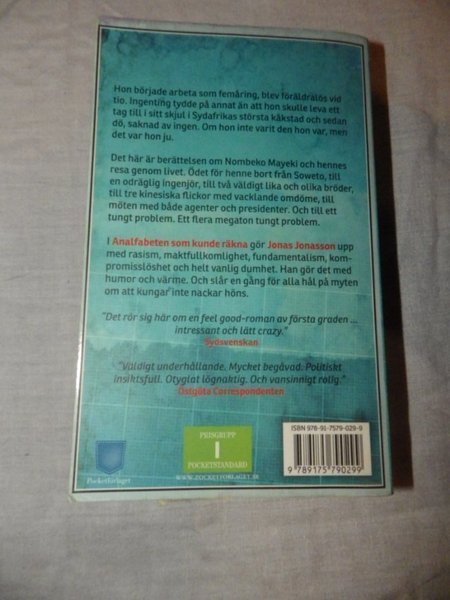 Hon började arbeta som femåring, blev föräldralös vid
tio. Ingenting tydde på annat än att hon skulle leva ett
tag till i sitt skjul i Sydafrikas största kåkstad och sedan
dö, saknad av ingen. Om hon inte varit den hon var, men
det var hon ju.
Det här är berättelsen om Nombeko Mayeki och hennes
resa genom livet. Ödet för henne bort från Soweto, till
en odräglig ingenjör, till två väldigt lika och olika bröder,
till tre kinesiska flickor med vacklande omdöme, till
möten med både agenter och presidenter. Och till ett
tungt problem. Ett flera megaton tungt problem.
I Analfabeten som kunde räkna gör Jonas Jonasson upp
med rasism, maktfullkomlighet, fundamentalism, kom-
promisslöshet och helt vanlig dumhet. Han gör det med
humor och värme. Och slår en gång för alla hål på myten
om att kungar inte nackar höns.
"Det rör sig här om en feel good-roman av första graden ...
intressant och lätt crazy."
Sydsvenskan
"Väldigt underhållande. Mycket begåvad. Politiskt
insiktsfull. Otyglat lögnaktig. Och vansinnigt rolig."
Östgöta Correspondenten
Pocketförlaget
PRISGRUPP
1
POCKETSTANDARD
WWW.POCKETFORLAGET.SE
ISBN 978-91-7579-029-9
9 789175 790299